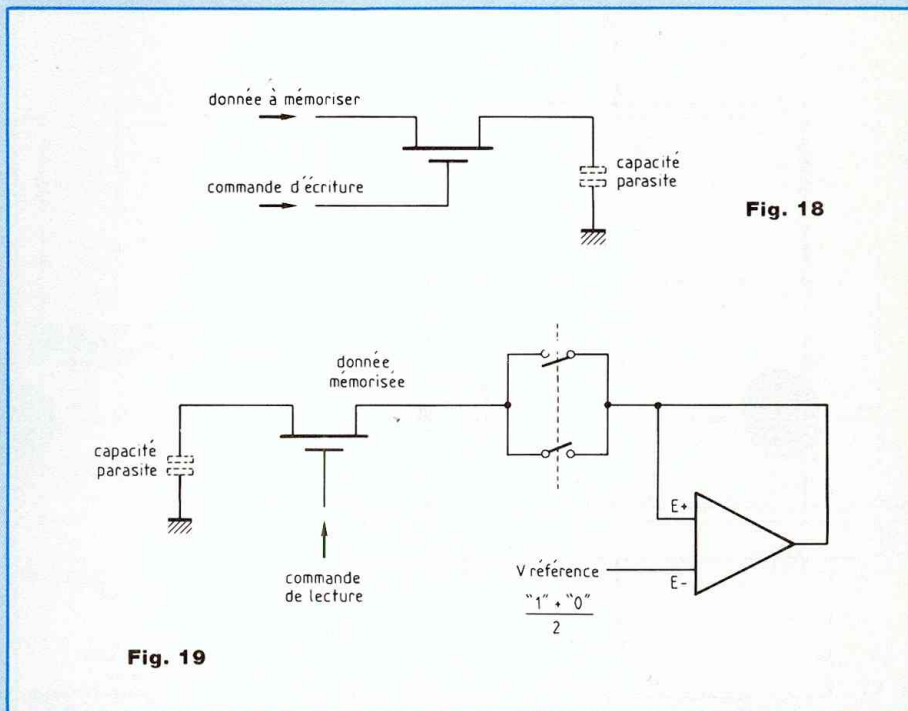 donnée à mémoriser
commande d'écriture
capacité
parasite
Fig. 18
donnée
mémorisée
capacité
parasite
commande
de lecture
E+
V référence
E-
"1" + "0"
2
Fig. 19